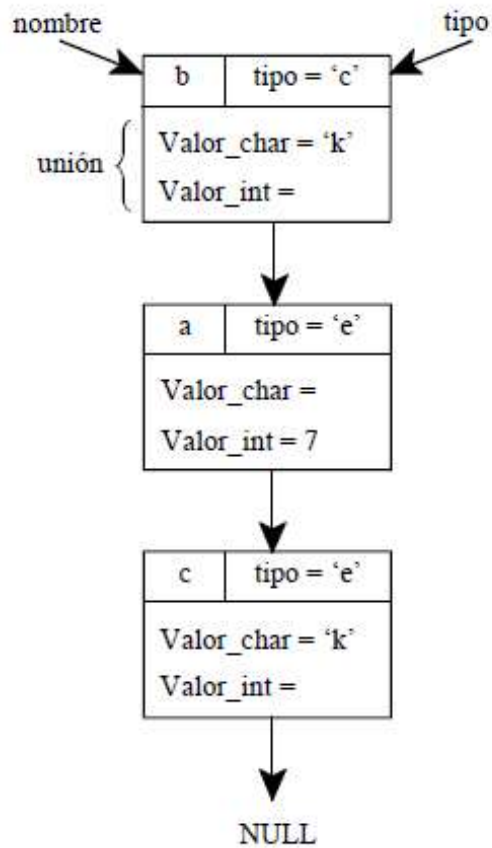 nombre
tipo
b
tipo = ‘c’
unión
Valor_char = ‘k’
Valor_int =
a
tipo = ‘e’
Valor_char =
Valor_int = 7
c
tipo = ‘e’
Valor_char = ‘k’
Valor_int =
NULL